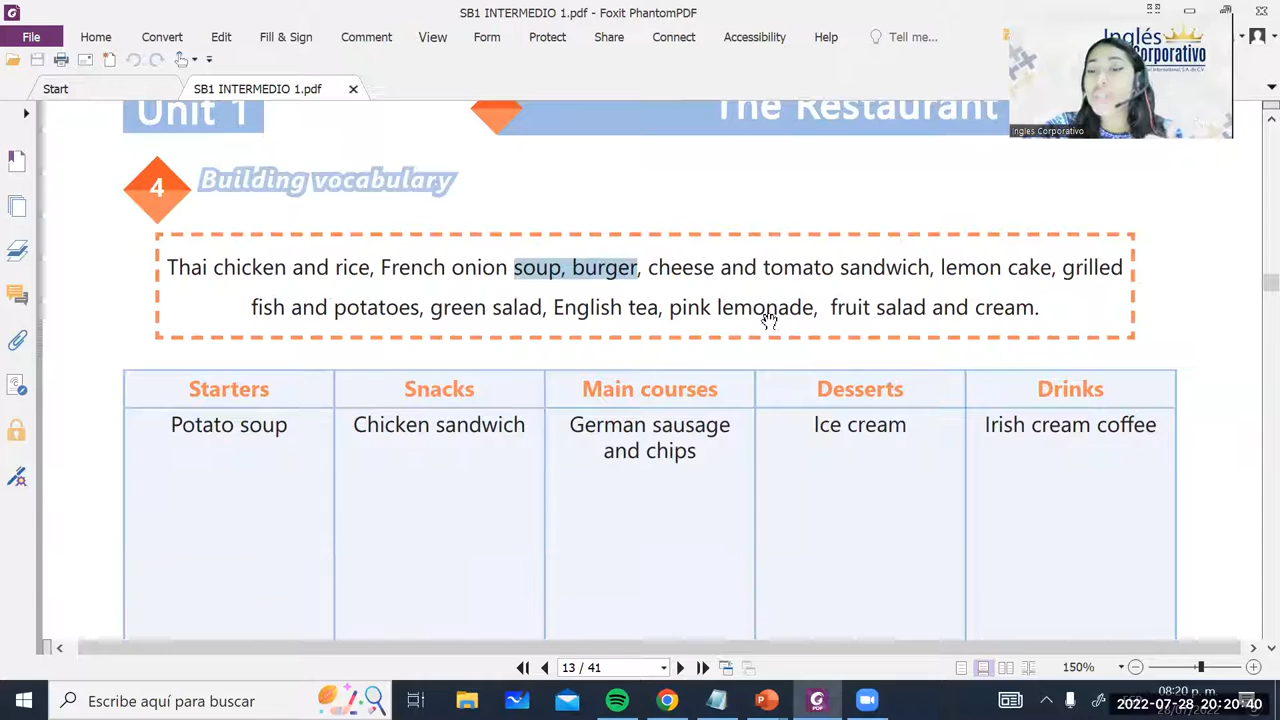 SB1 INTERMEDIO 1.pdf - Foxit PhantomPDF
File Home Convert Edit Fill & Sign Comment View Form Protect Share Connect Accessibility Help Tell me...
Start SB1 INTERMEDIO 1.pdf
Inglés
Corporativo
Ingles Corporativo
Unit 1 The Restaurant
4 Building vocabulary
Thai chicken and rice, French onion soup, burger, cheese and tomato sandwich, lemon cake, grilled
fish and potatoes, green salad, English tea, pink lemonade, fruit salad and cream.
Starters Snacks Main courses Desserts Drinks
Potato soup Chicken sandwich German sausage Ice cream Irish cream coffee
and chips
13 / 41 150%
Escribe aquí para buscar
08:20 p. m.
2022-07-28 20:20:40